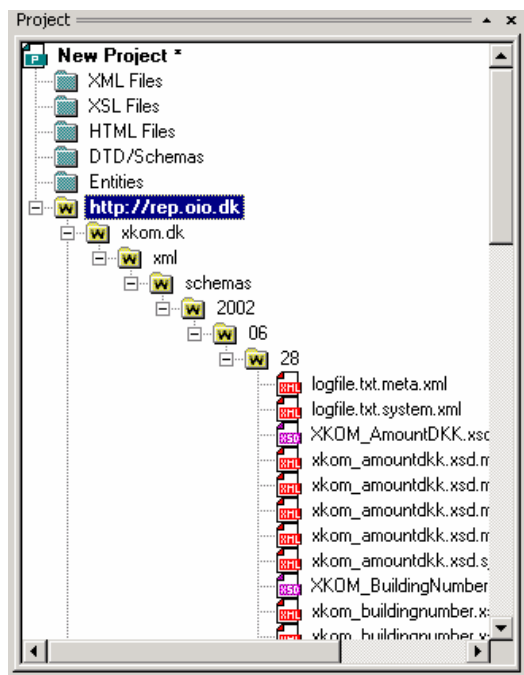 Project
New Project *
XML Files
XSL Files
HTML Files
DTD/Schemas
Entities
http://rep.oio.dk
xkom.dk
xml
schemas
2002
06
28
logfile.txt.meta.xml
logfile.txt.system.xml
XKOM_AmountDKK.xsd
xkom_amountdkk.xsd.m
xkom_amountdkk.xsd.m
xkom_amountdkk.xsd.m
xkom_amountdkk.xsd.s
XKOM_BuildingNumber
xkom_buildingnumber.x
xkom_buildingnumber.x